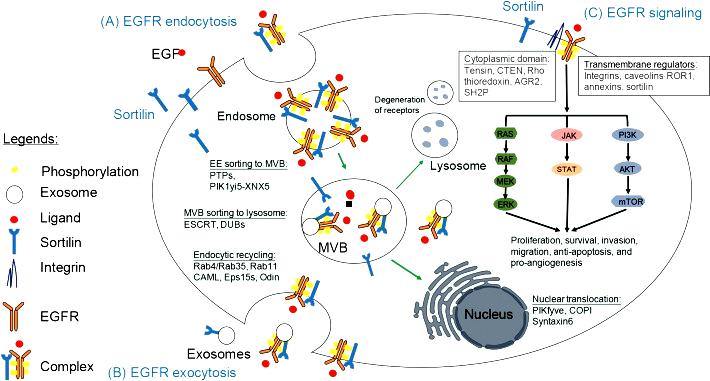 (A) EGFR endocytosis
Sortilin
(C) EGFR signaling
EGF
Sortilin
Cytoplasmic domain:
Tensin, CTEN, Rho
thioredoxin, AGR2,
SH2P
Transmembrane regulators:
Integrins, caveolins ROR1,
annexins, sortilin
Endosome
Degeneration
of receptors
Lysosome
RAS
RAF
MEK
ERK
JAK
STAT
PI3K
AKT
mTOR
Proliferation, survival, invasion,
migration, anti-apoptosis, and
pro-angiogenesis
Legends:
Phosphorylation
Exosome
Ligand
Sortilin
Integrin
EGFR
Complex
EE sorting to MVB:
PTPs,
PIK1yi5-XNX5
MVB sorting to lysosome:
ESCRT, DUBs
MVB
Endocytic recycling:
Rab4/Rab35, Rab11
CAML, Eps15s, Odin
Nucleus
Nuclear translocation:
PIKfyve, COPI
Syntaxin6
Exosomes
(B) EGFR exocytosis